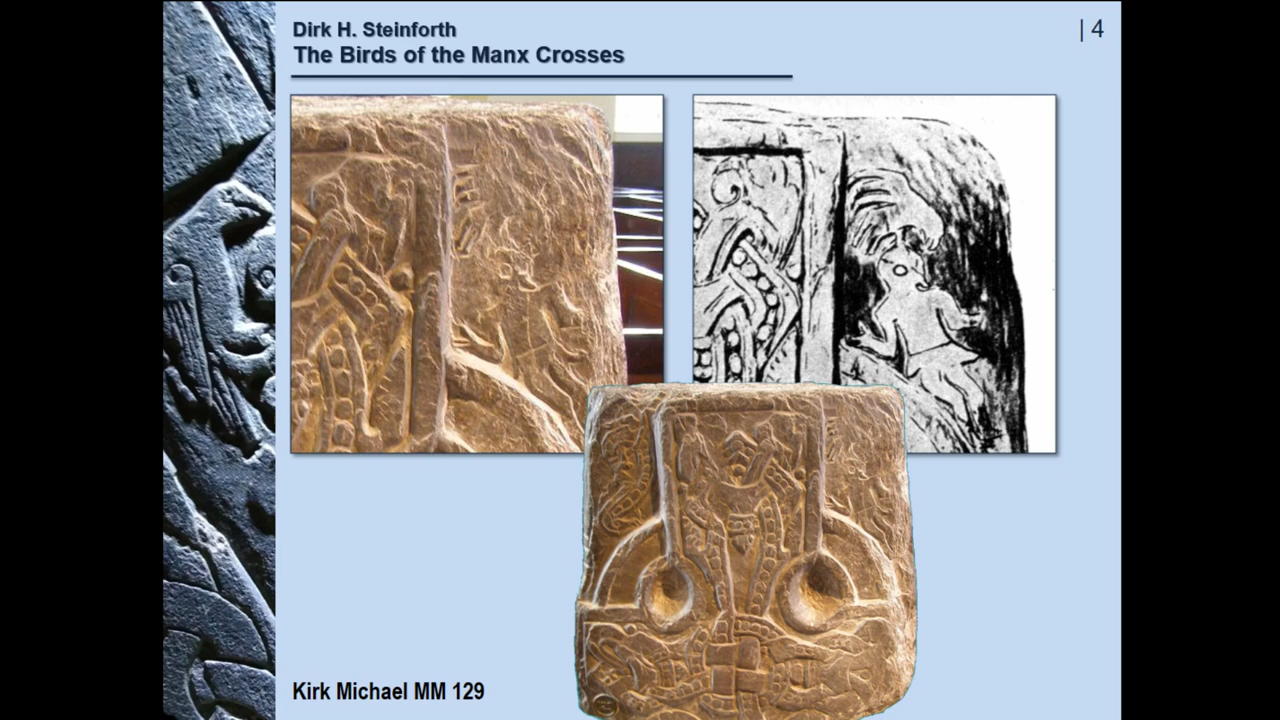 Dirk H. Steinforth
The Birds of the Manx Crosses
| 4
Kirk Michael MM 129